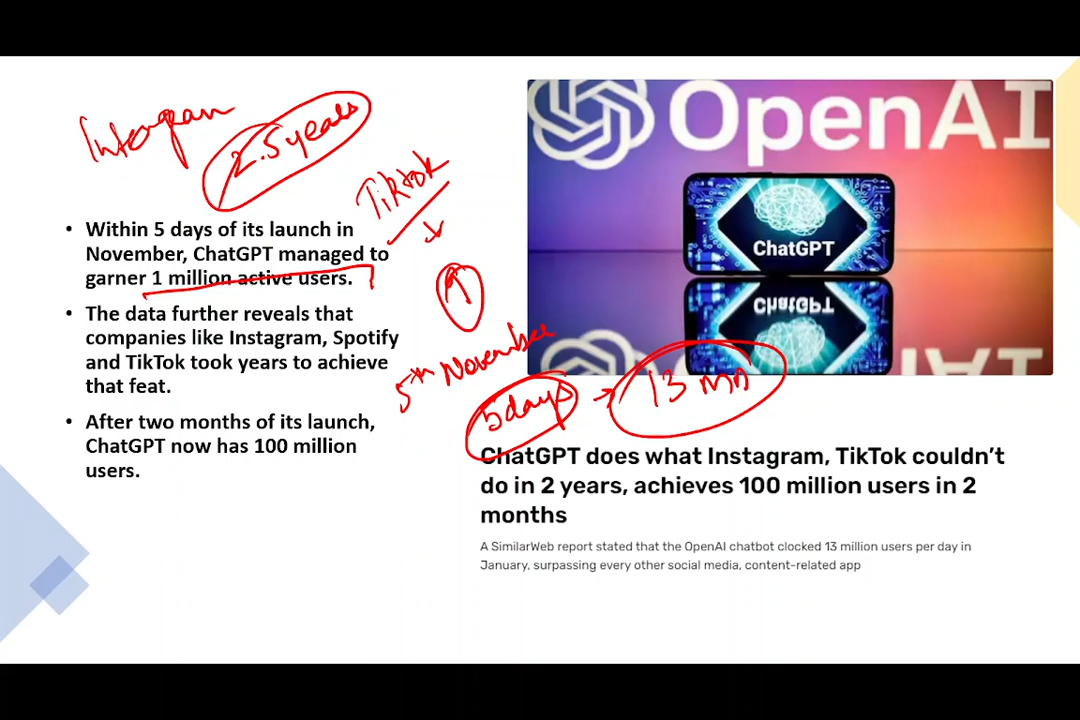 2.5 years
Tiktok
• Within 5 days of its launch in
November, ChatGPT managed to
garner 1 million active users.
• The data further reveals that
companies like Instagram, Spotify
and TikTok took years to achieve
that feat.
• After two months of its launch,
ChatGPT now has 100 million
users.
5th November
5 days → 13 mn
OpenAI
ChatGPT
ChatGPT does what Instagram, TikTok couldn't
do in 2 years, achieves 100 million users in 2
months
A SimilarWeb report stated that the OpenAI chatbot clocked 13 million users per day in
January, surpassing every other social media, content-related app